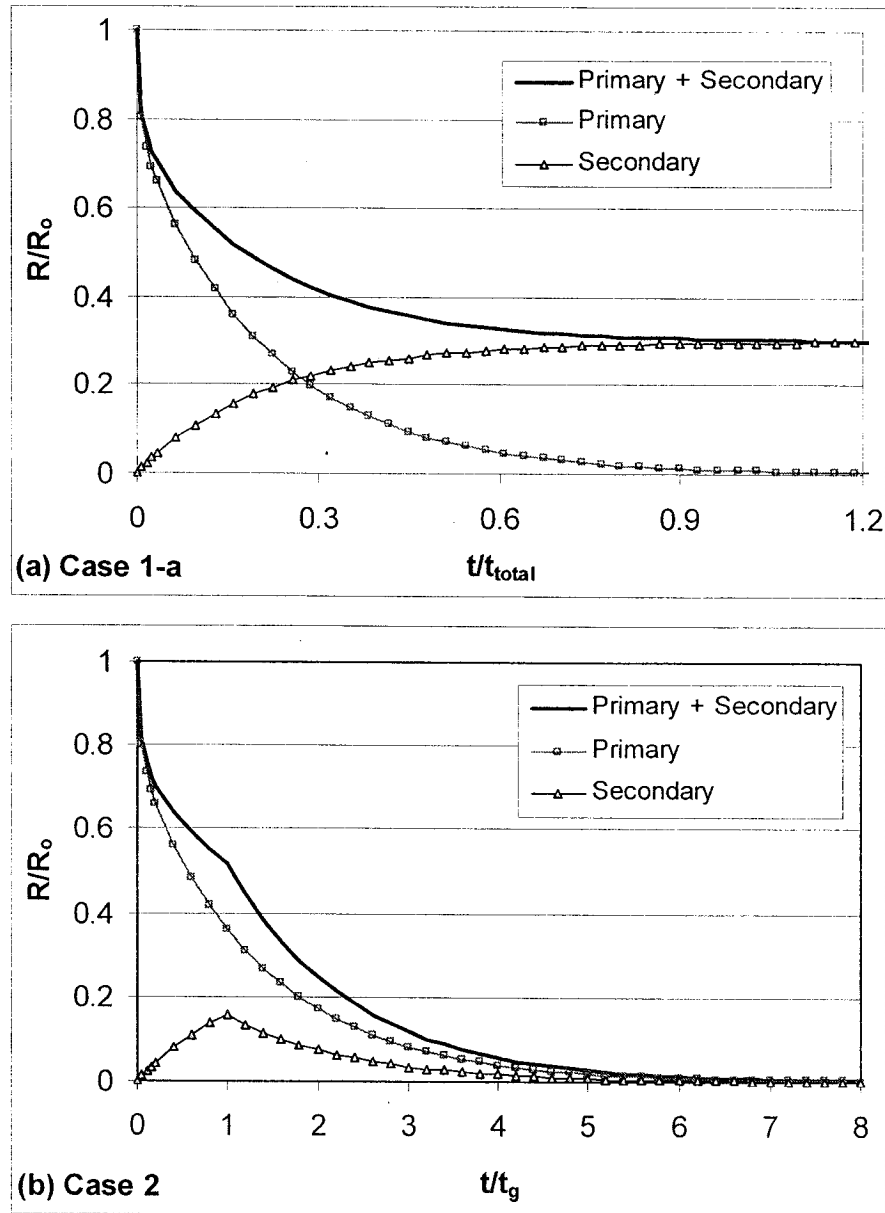 1
0.8
0.6
0.4
0.2
0
R/Ro
Primary + Secondary
Primary
Secondary
0 0.3 0.6 0.9 1.2
(a) Case 1-a
t/ttotal
1
0.8
0.6
0.4
0.2
0
R/Ro
Primary + Secondary
Primary
Secondary
0 1 2 3 4 5 6 7 8
(b) Case 2
t/tg